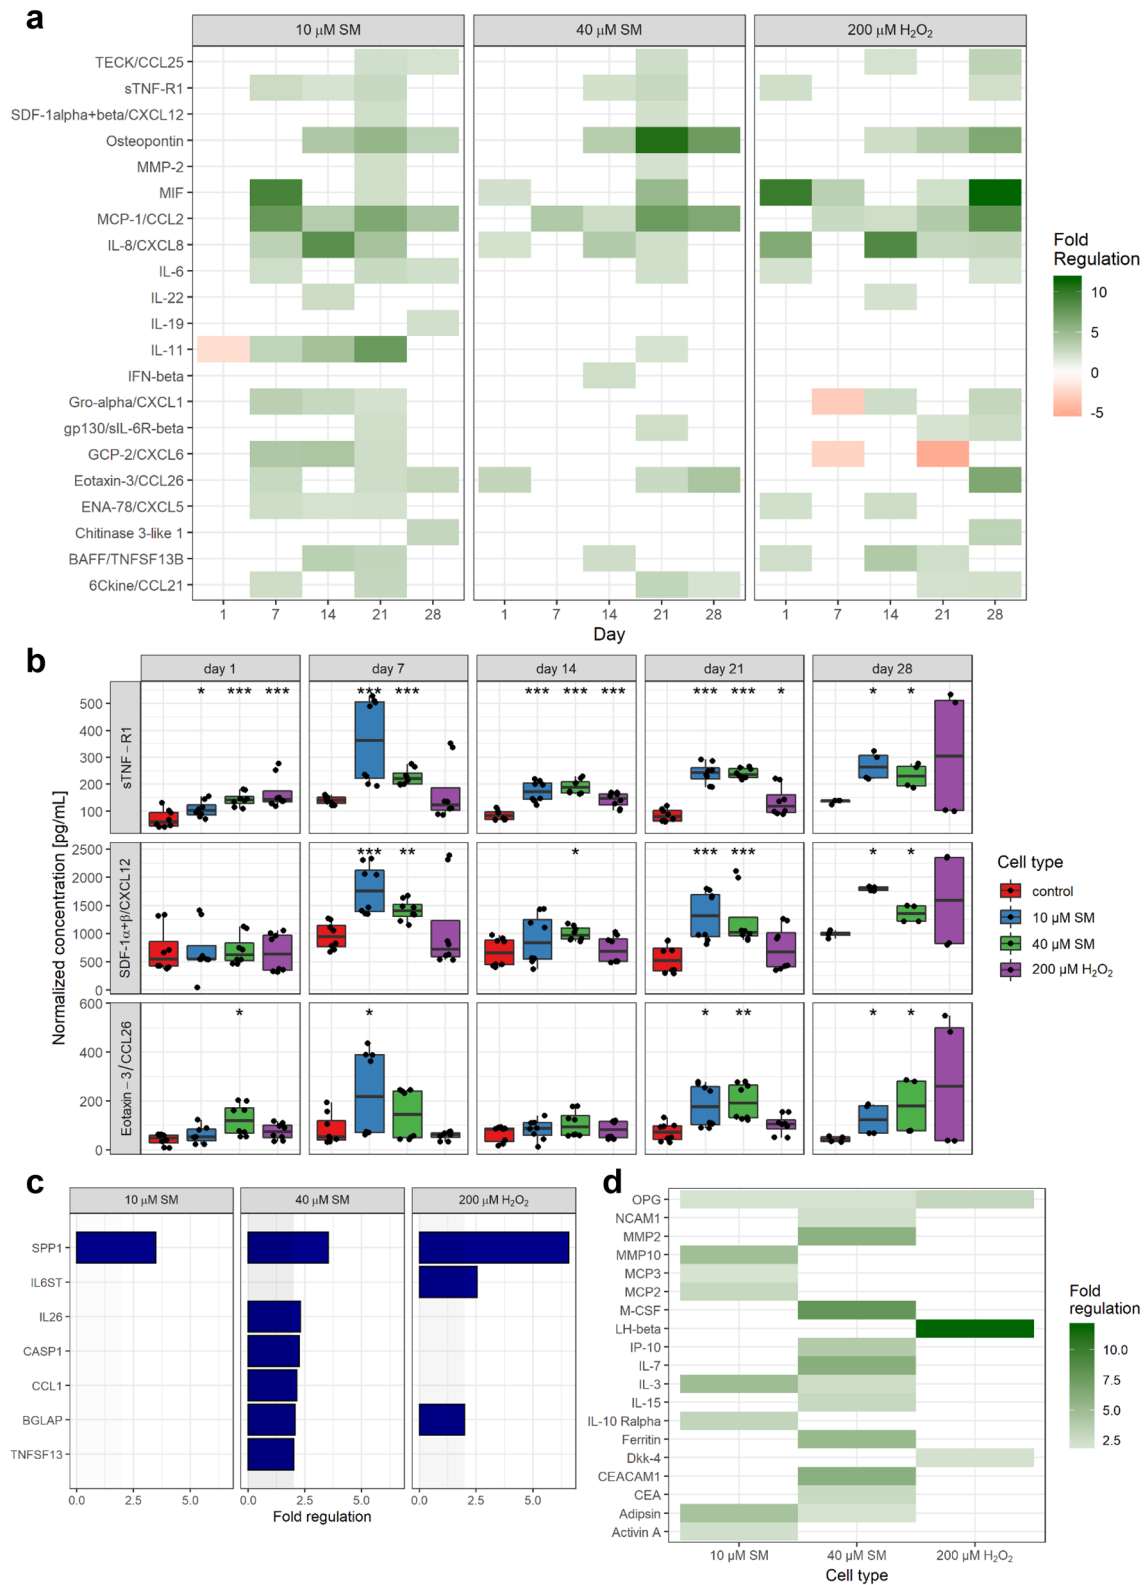 a
10 µM SM
40 µM SM
200 µM H₂O₂
TECK/CCL25
sTNF-R1
SDF-1alpha+beta/CXCL12
Osteopontin
MMP-2
MIF
MCP-1/CCL2
IL-8/CXCL8
IL-6
IL-22
IL-19
IL-11
IFN-beta
Gro-alpha/CXCL1
gp130/sIL-6R-beta
GCP-2/CXCL6
Eotaxin-3/CCL26
ENA-78/CXCL5
Chitinase 3-like 1
BAFF/TNFSF13B
6Ckine/CCL21
1 7 14 21 28 1 7 14 21 28 1 7 14 21 28
Day
Fold
Regulation
10
5
0
-5
b
day 1
day 7
day 14
day 21
day 28
Normalized concentration [pg/mL]
sTNF – R1
500
400
300
200
100
* *** *** *** *** *** *** *** *** *** * * *
SDF-1α+β/CXCL12
2500
2000
1500
1000
500
0
*** ** * *** *** * *
Eotaxin – 3/CCL26
600
400
200
0
* * * ** * *
Cell type
control
10 µM SM
40 µM SM
200 µM H₂O₂
c
10 µM SM
40 µM SM
200 µM H₂O₂
SPP1
IL6ST
IL26
CASP1
CCL1
BGLAP
TNFSF13
0.0 2.5 5.0 0.0 2.5 5.0 0.0 2.5 5.0
Fold regulation
d
OPG
NCAM1
MMP2
MMP10
MCP3
MCP2
M-CSF
LH-beta
IP-10
IL-7
IL-3
IL-15
IL-10 Ralpha
Ferritin
Dkk-4
CEACAM1
CEA
Adipsin
Activin A
10 µM SM
40 µM SM
200 µM H₂O₂
Cell type
Fold
regulation
10.0
7.5
5.0
2.5